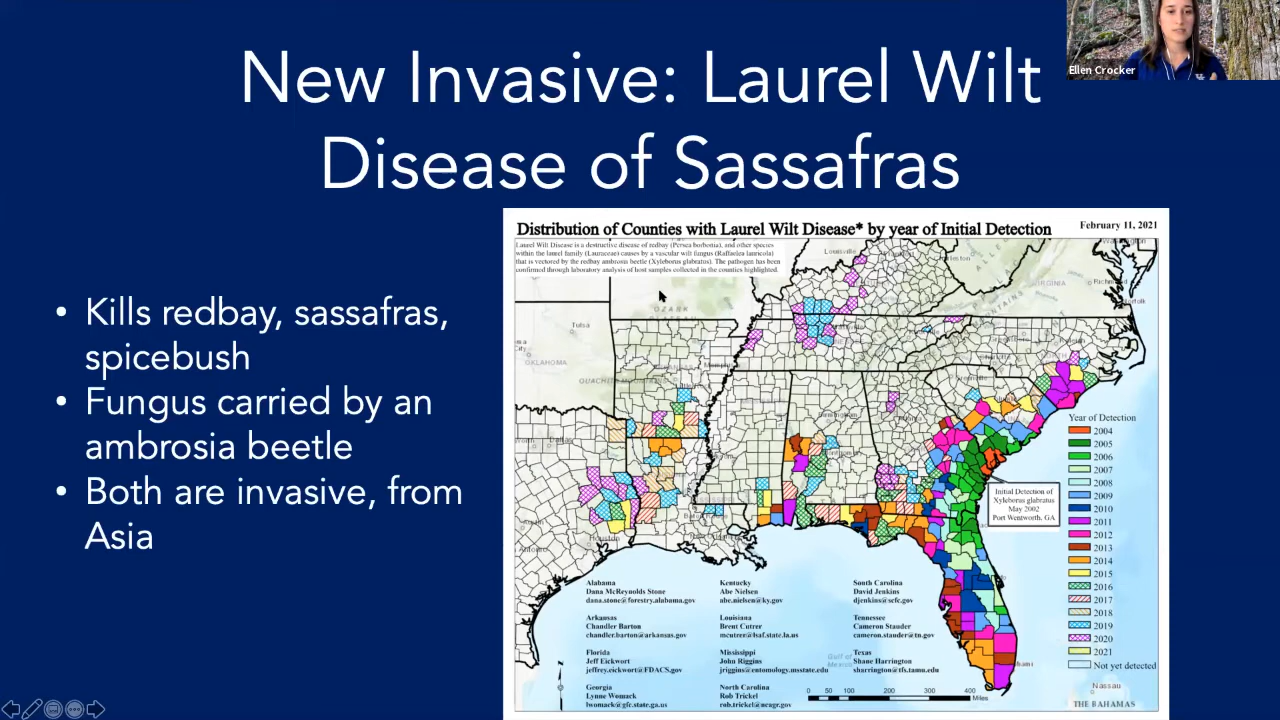 New Invasive: Laurel Wilt
Disease of Sassafras
Ellen Crocker
• Kills redbay, sassafras,
spicebush
• Fungus carried by an
ambrosia beetle
• Both are invasive, from
Asia
Distribution of Counties with Laurel Wilt Disease* by year of Initial Detection
February 11, 2021
Laurel Wilt Disease is a destructive disease of redbay (Persea borbonia), and other species
within the laurel family (Lauraceae) causes by a vascular wilt fungus (Raffaelea lauricola)
that is vectored by the redbay ambrosia beetle (Xyleborus glabratus). The pathogen has been
confirmed through laboratory analysis of host samples collected in the counties highlighted.
Louisville
VIRGINIA
OZARK
Tulsa
OKLAHOMA
Houston
Initial Detection of
Xyleborus glabratus
May 2002
Port Wentworth, GA
Year of Detection
2004
2005
2006
2007
2008
2009
2010
2011
2012
2013
2014
2015
2016
2017
2018
2019
2020
2021
Not yet detected
Alabama
Dana McReynolds Stone
dana.stone@forestry.alabama.gov
Arkansas
Chandler Barton
chandler.barton@arkansas.gov
Florida
Jeff Eickwort
jeffrey.eickwort@FDACS.gov
Georgia
Lynne Womack
lwomack@gfc.state.ga.us
Kentucky
Abe Nielsen
abe.nielsen@ky.gov
Louisiana
Brent Cutrer
Mississippi
John Riggins
jriggins@entomology.msstate.edu
North Carolina
Rob Trickel
rob.trickel@ncagr.gov
South Carolina
David Jenkins
djenkins@scfc.gov
Tennessee
Cameron Stauder
cameron.stauder@tn.gov
Texas
Shane Harrington
sharrington@tfs.tamu.edu
Gulf of
Mexico
0 50 100 200 300 400
Miles
Nassau
THE BAHAMAS